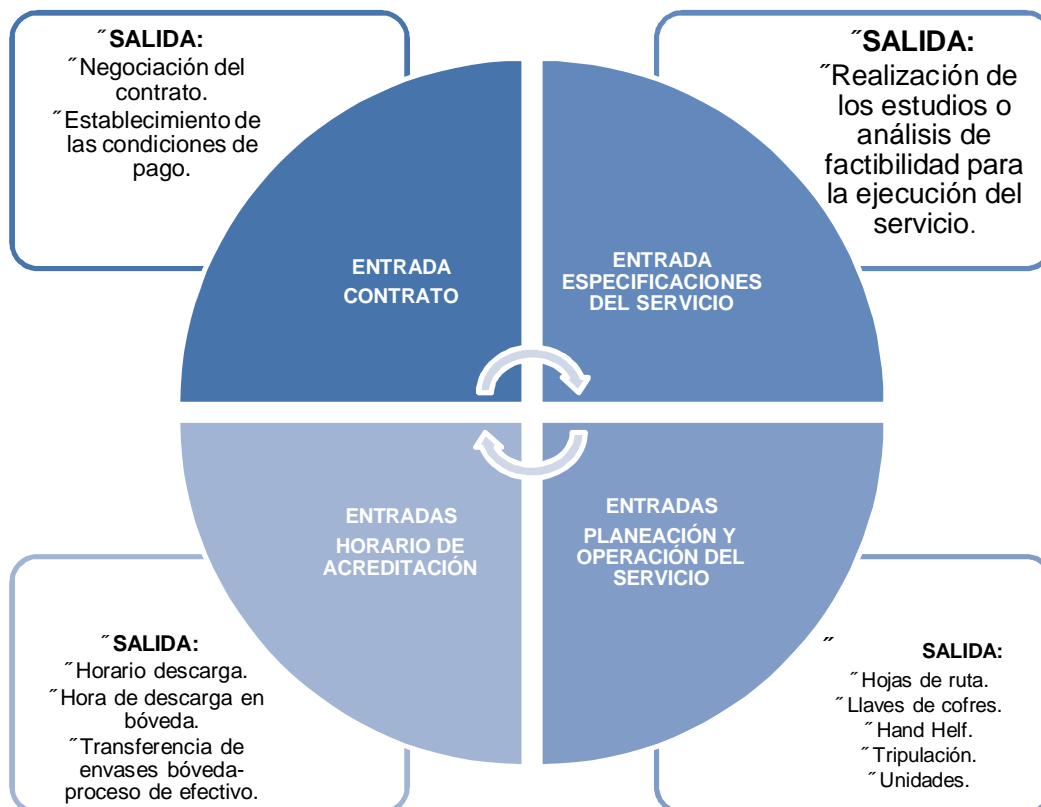 ˝SALIDA:
˝Negociación del
contrato.
˝Establecimiento de
las condiciones de
pago.
˝SALIDA:
˝Realización de
los estudios o
análisis de
factibilidad para
la ejecución del
servicio.
ENTRADA
CONTRATO
ENTRADA
ESPECIFICACIONES
DEL SERVICIO
ENTRADAS
HORARIO DE
ACREDITACIÓN
ENTRADAS
PLANEACIÓN Y
OPERACIÓN DEL
SERVICIO
˝SALIDA:
˝Horario descarga.
˝Hora de descarga en
bóveda.
˝Transferencia de
envases bóveda-
proceso de efectivo.
˝ SALIDA:
˝Hojas de ruta.
˝Llaves de cofres.
˝Hand Helf.
˝Tripulación.
˝Unidades.